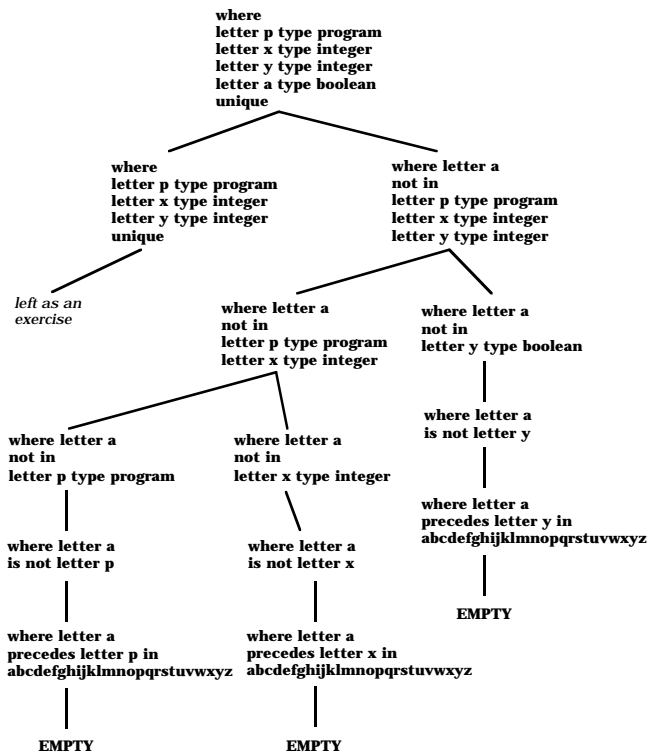 where
letter p type program
letter x type integer
letter y type integer
letter a type boolean
unique
where
letter p type program
letter x type integer
letter y type integer
unique
where letter a
not in
letter p type program
letter x type integer
letter y type integer
left as an
exercise
where letter a
not in
letter p type program
letter x type integer
where letter a
not in
letter y type boolean
where letter a
not in
letter p type program
where letter a
not in
letter x type integer
where letter a
is not letter y
where letter a
is not letter p
where letter a
is not letter x
where letter a
precedes letter y in
abcdefghijklmnopqrstuvwxyz
EMPTY
where letter a
precedes letter p in
abcdefghijklmnopqrstuvwxyz
where letter a
precedes letter x in
abcdefghijklmnopqrstuvwxyz
EMPTY
EMPTY